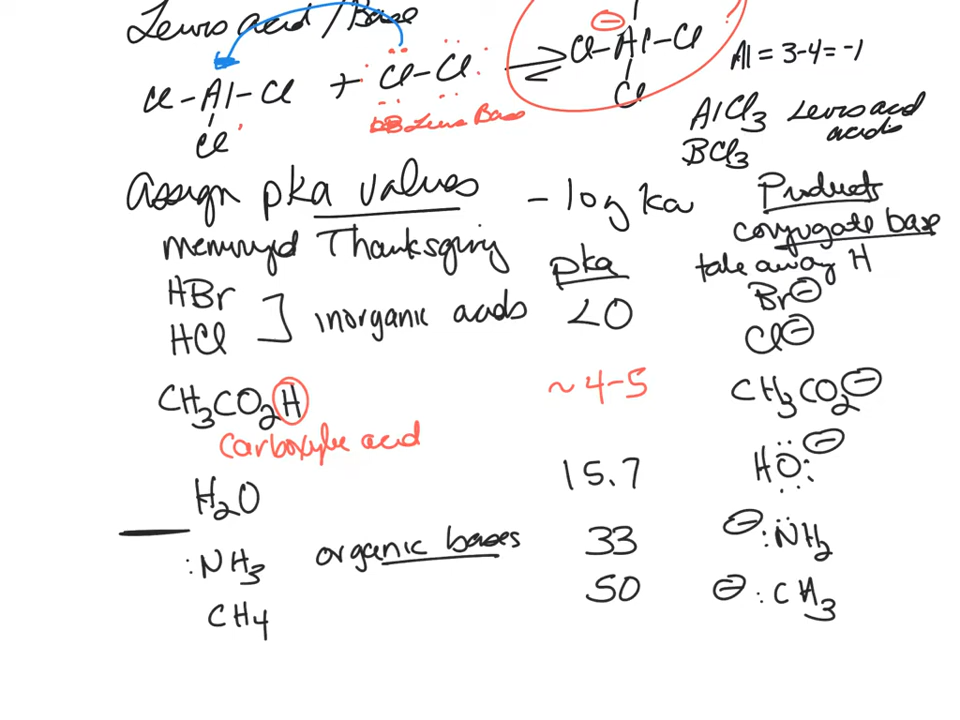 Lewis acid / Base
Cl-Al-Cl + Cl-Cl ⇌ Cl-Al-Cl
Cl
Cl
⊖
Lewis Base
Al = 3-4 = -1
AlCl3 Lewis acid
acids
BCl3
Assign pka values - log ka
Products
conjugate base
take away H
Thanksgiving
pka
HBr Br⊖
HCl inorganic acids <0 Cl⊖
CH3CO2H ~4-5 CH3CO2⊖
Carboxylic acid
H2O 15.7 HO:⊖
:NH3 organic bases 33 ⊖:NH2
CH4 50 ⊖:CH3